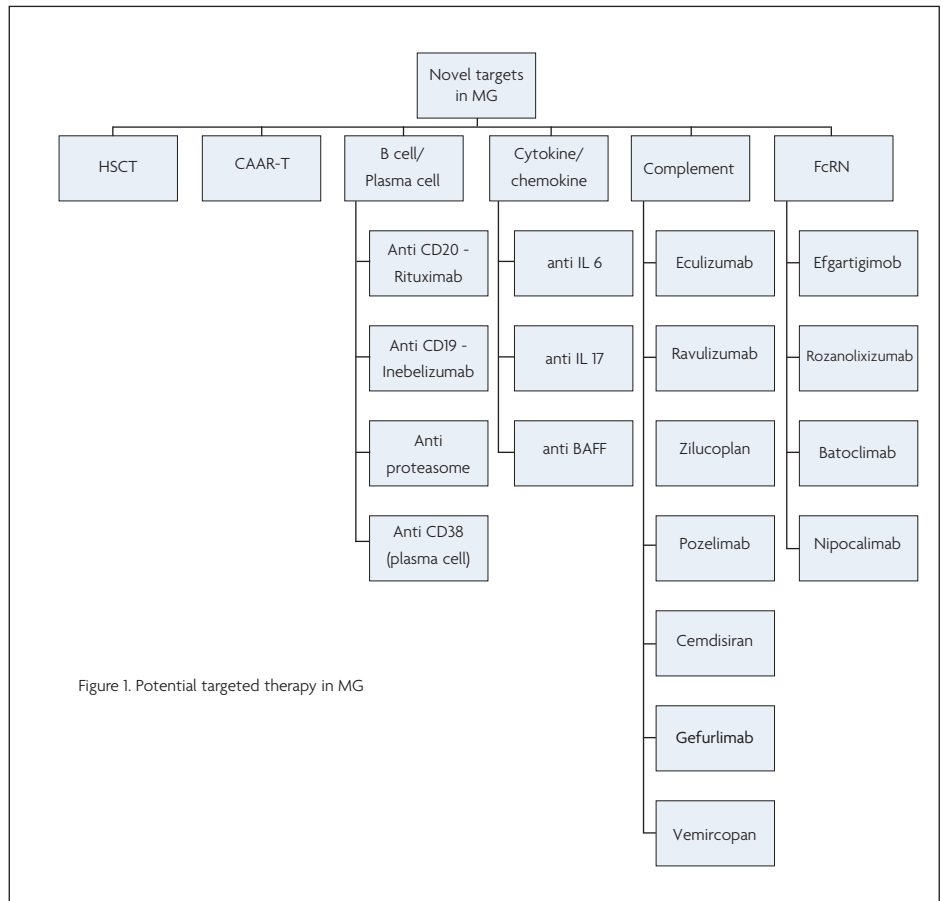 Novel targets
in MG
HSCT
CAAR-T
B cell/
Plasma cell
Cytokine/
chemokine
Complement
FcRN
Anti CD20 -
Rituximab
Anti CD19 -
Inebelizumab
Anti
proteasome
Anti CD38
(plasma cell)
anti IL 6
anti IL 17
anti BAFF
Eculizumab
Ravulizumab
Zilucoplan
Pozelimab
Cemdisiran
Gefurlimab
Vemircopan
Efgartigimob
Rozanolixizumab
Batoclimab
Nipocalimab
Figure 1. Potential targeted therapy in MG